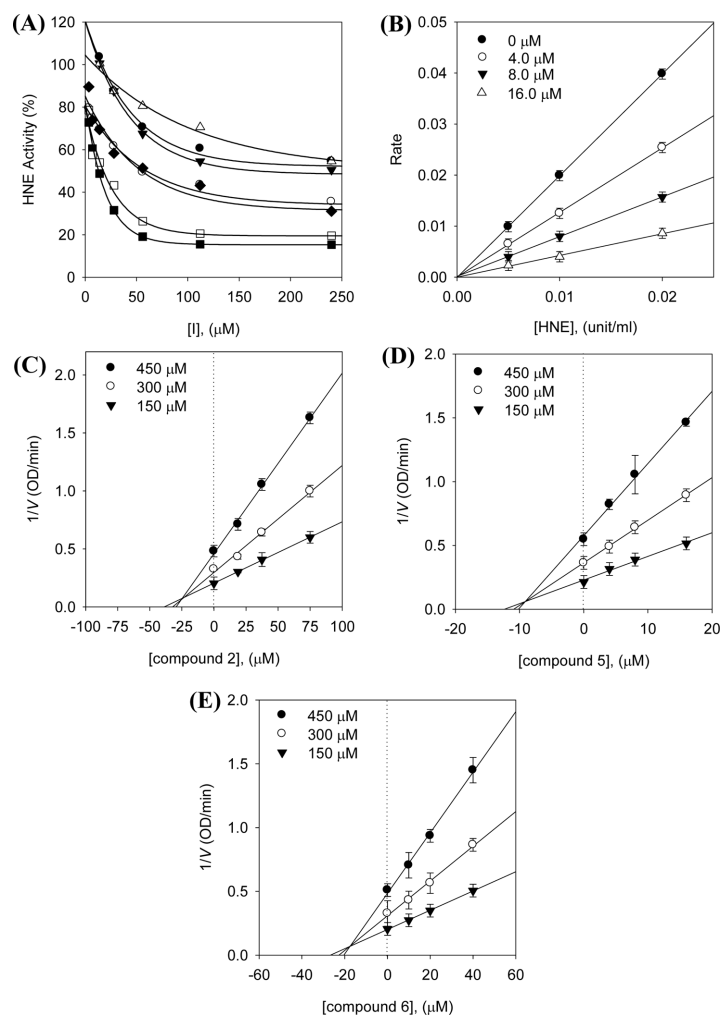 (A)
120
100
80
60
40
20
0
HNE Activity (%)
0 50 100 150 200 250
[I], (μM)
(B)
0.05
0.04
0.03
0.02
0.01
0.00
Rate
0 μM
4.0 μM
8.0 μM
16.0 μM
0.00 0.01 0.02
[HNE], (unit/ml)
(C)
2.0
1.5
1.0
0.5
0.0
1/V (OD/min)
450 μM
300 μM
150 μM
-100 -75 -50 -25 0 25 50 75 100
[compound 2], (μM)
(D)
2.0
1.5
1.0
0.5
0.0
1/V (OD/min)
450 μM
300 μM
150 μM
-20 -10 0 10 20
[compound 5], (μM)
(E)
2.0
1.5
1.0
0.5
0.0
1/V (OD/min)
450 μM
300 μM
150 μM
-60 -40 -20 0 20 40 60
[compound 6], (μM)